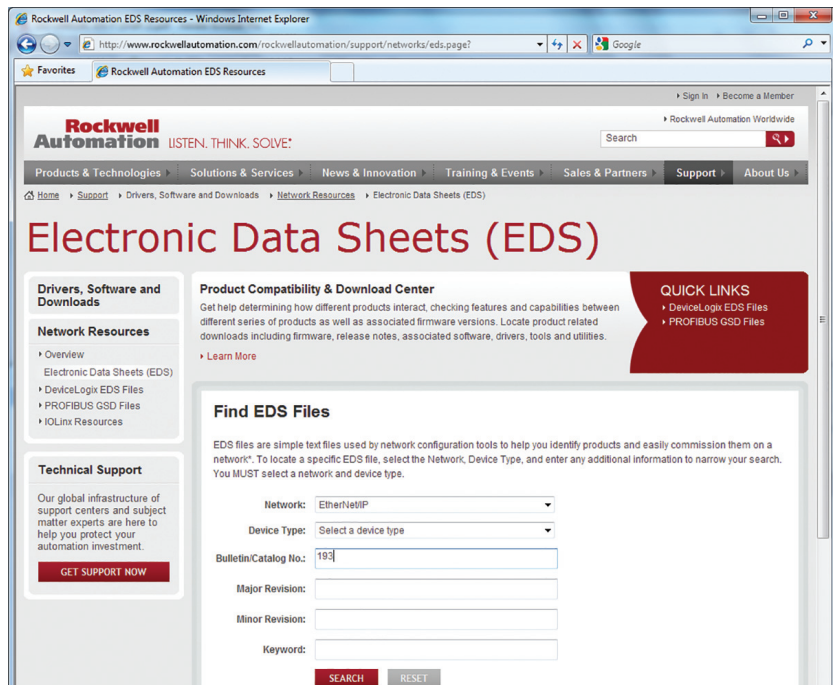 Rockwell Automation EDS Resources - Windows Internet Explorer
http://www.rockwellautomation.com/rockwellautomation/support/networks/eds.page?
Google
Favorites
Rockwell Automation EDS Resources
Sign In
Become a Member
Rockwell
Automation
LISTEN. THINK. SOLVE.
Rockwell Automation Worldwide
Search
Products & Technologies
Solutions & Services
News & Innovation
Training & Events
Sales & Partners
Support
About Us
Home
Support
Drivers, Software and Downloads
Network Resources
Electronic Data Sheets (EDS)
Electronic Data Sheets (EDS)
Drivers, Software and
Downloads
Network Resources
Overview
Electronic Data Sheets (EDS)
DeviceLogix EDS Files
PROFIBUS GSD Files
IOLinx Resources
Technical Support
Our global infrastructure of
support centers and subject
matter experts are here to
help you protect your
automation investment.
GET SUPPORT NOW
Product Compatibility & Download Center
Get help determining how different products interact, checking features and capabilities between
different series of products as well as associated firmware versions. Locate product related
downloads including firmware, release notes, associated software, drivers, tools and utilities.
Learn More
QUICK LINKS
DeviceLogix EDS Files
PROFIBUS GSD Files
Find EDS Files
EDS files are simple text files used by network configuration tools to help you identify products and easily commission them on a
network*. To locate a specific EDS file, select the Network, Device Type, and enter any additional information to narrow your search.
You MUST select a network and device type.
Network: EtherNet/IP
Device Type: Select a device type
Bulletin/Catalog No.: 193
Major Revision:
Minor Revision:
Keyword:
SEARCH
RESET